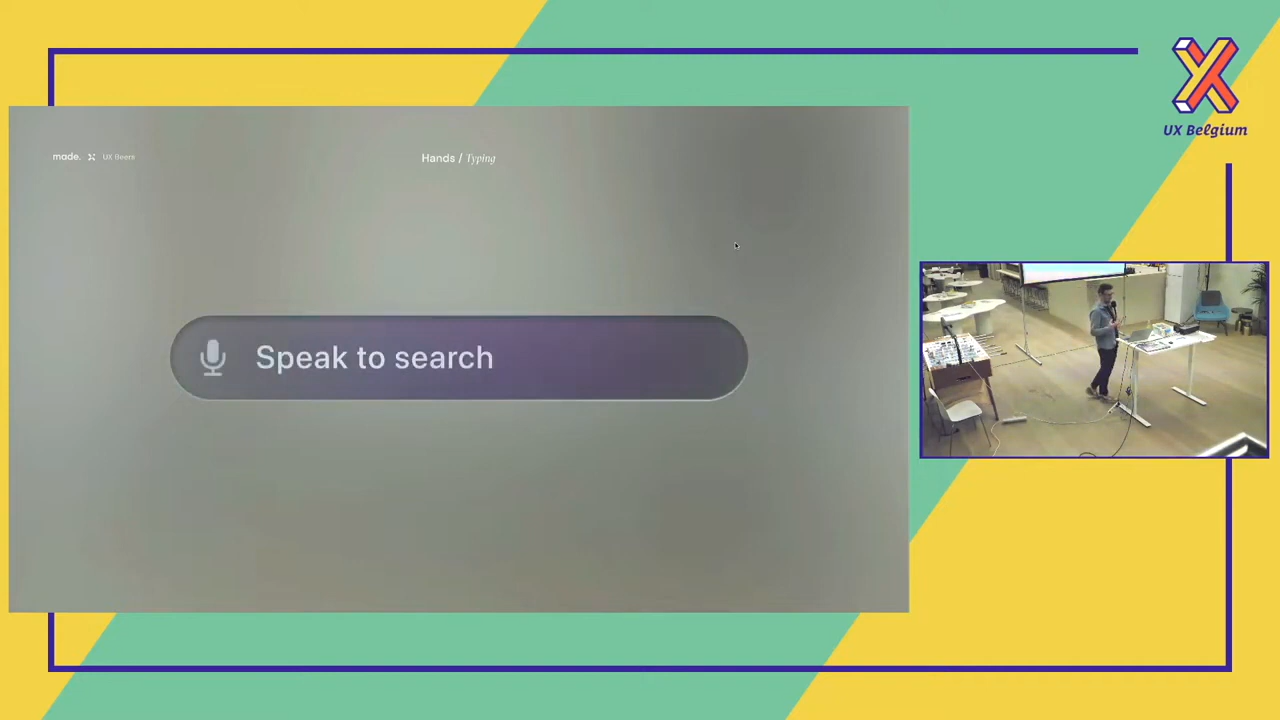 UX Belgium
made. X UX Beers
Hands / Typing
Speak to search